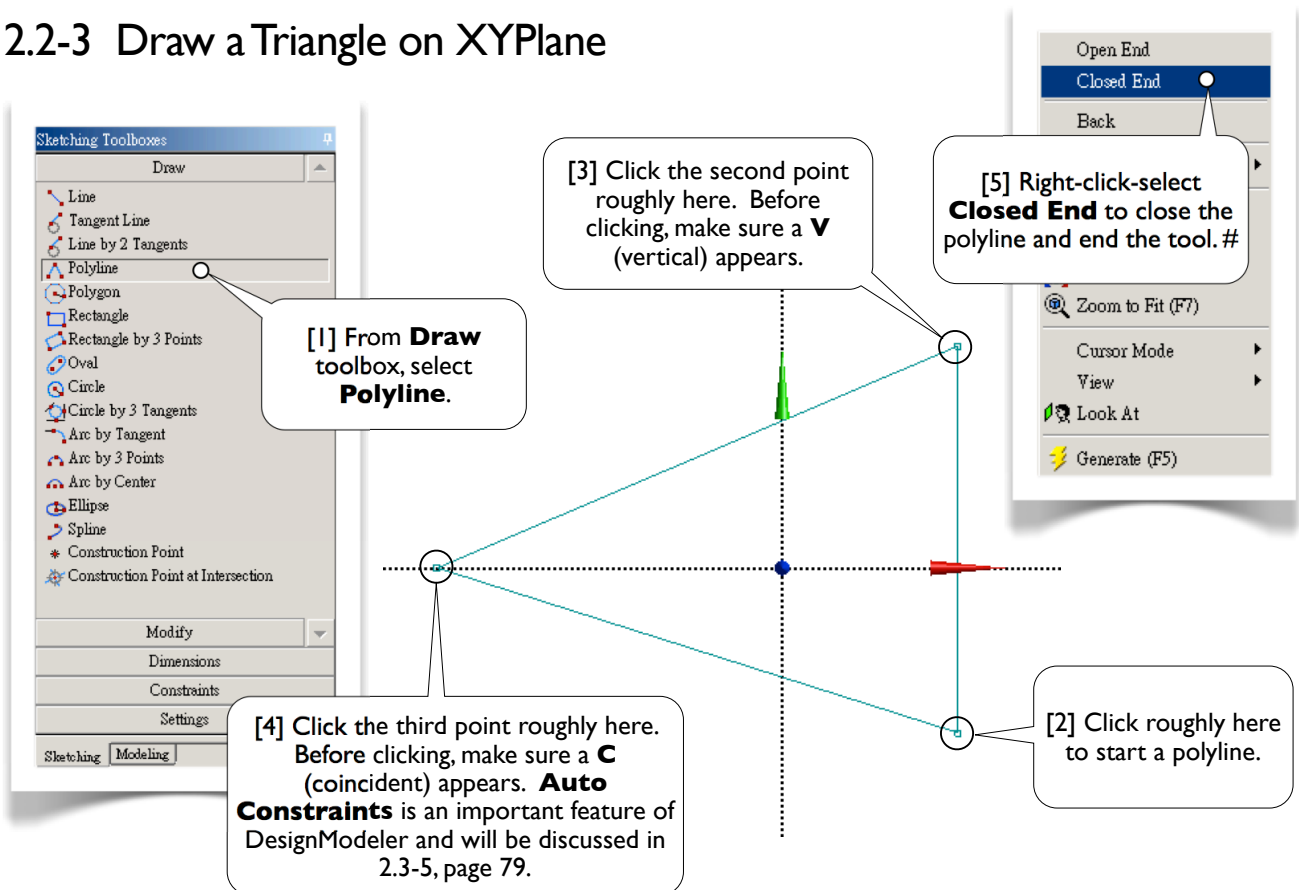 2.2-3 Draw a Triangle on XYPlane
Sketching Toolboxes
Draw
Line
Tangent Line
Line by 2 Tangents
Polyline
Polygon
Rectangle
Rectangle by 3 Points
Oval
Circle
Circle by 3 Tangents
Arc by Tangent
Arc by 3 Points
Arc by Center
Ellipse
Spline
Construction Point
Construction Point at Intersection
Modify
Dimensions
Constraints
Settings
Sketching Modeling
[1] From Draw
toolbox, select
Polyline.
[3] Click the second point
roughly here. Before
clicking, make sure a V
(vertical) appears.
Open End
Closed End
Back
[5] Right-click-select
Closed End to close the
polyline and end the tool. #
Zoom to Fit (F7)
Cursor Mode
View
Look At
Generate (F5)
[4] Click the third point roughly here.
Before clicking, make sure a C
(coincident) appears. Auto
Constraints is an important feature of
DesignModeler and will be discussed in
2.3-5, page 79.
[2] Click roughly here
to start a polyline.